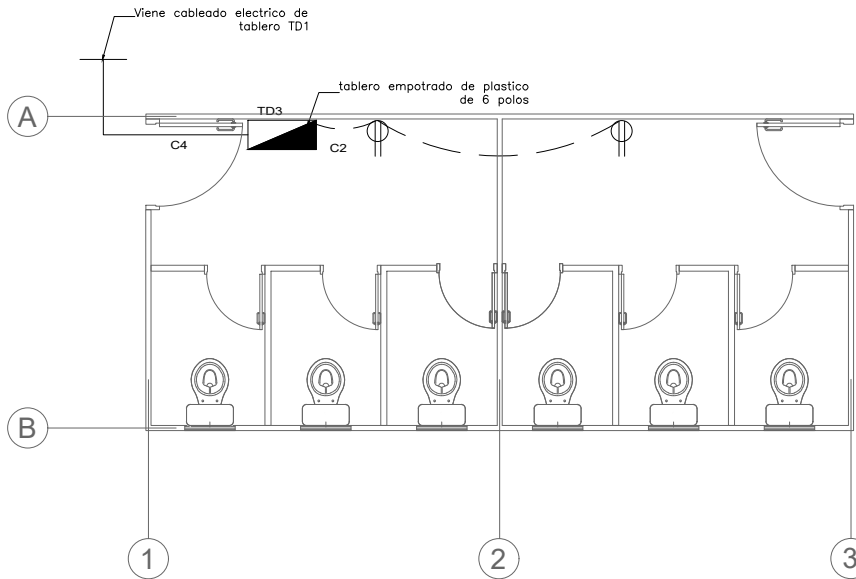 Viene cableado electrico de
tablero TD1
tablero empotrado de plastico
de 6 polos
TD3
A
C4
C2
B
1
2
3